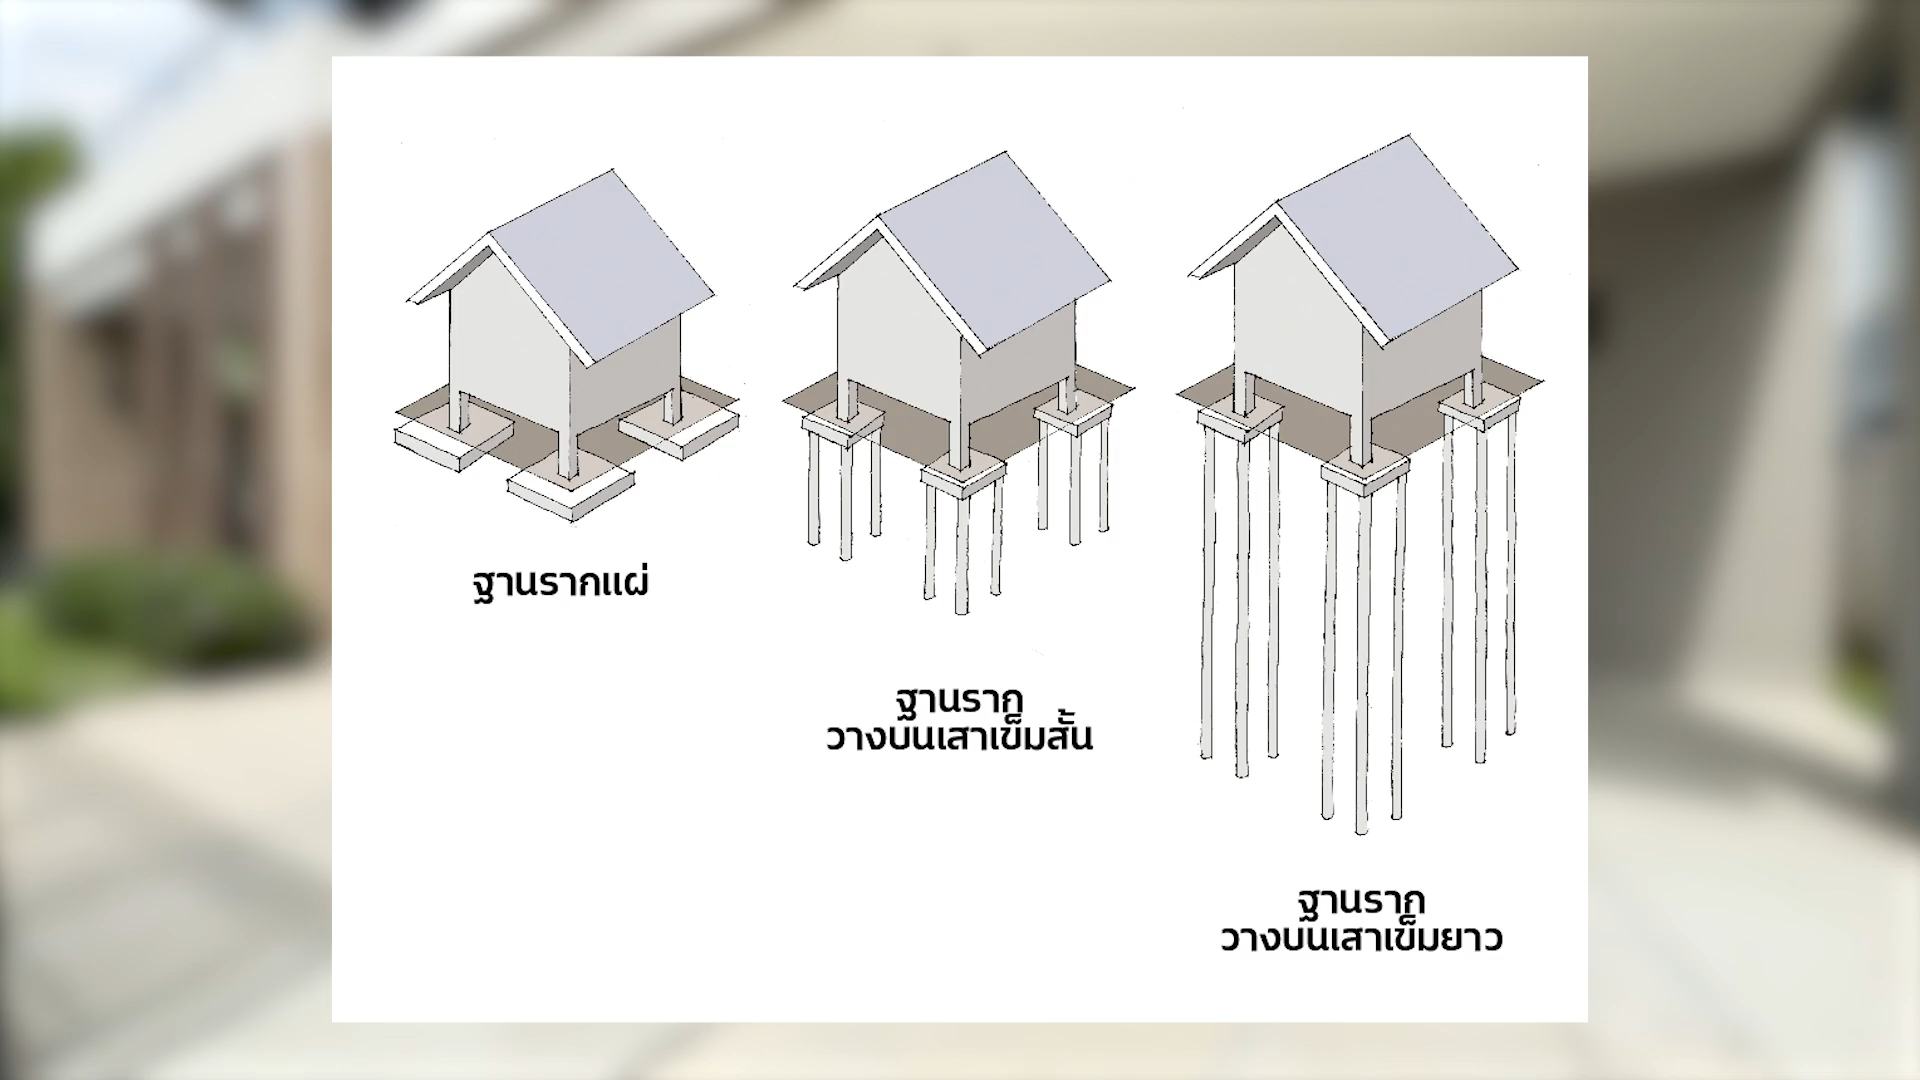 ฐานรากแผ่
ฐานราก
วางบนเสาเข็มสั้น
ฐานราก
วางบนเสาเข็มยาว